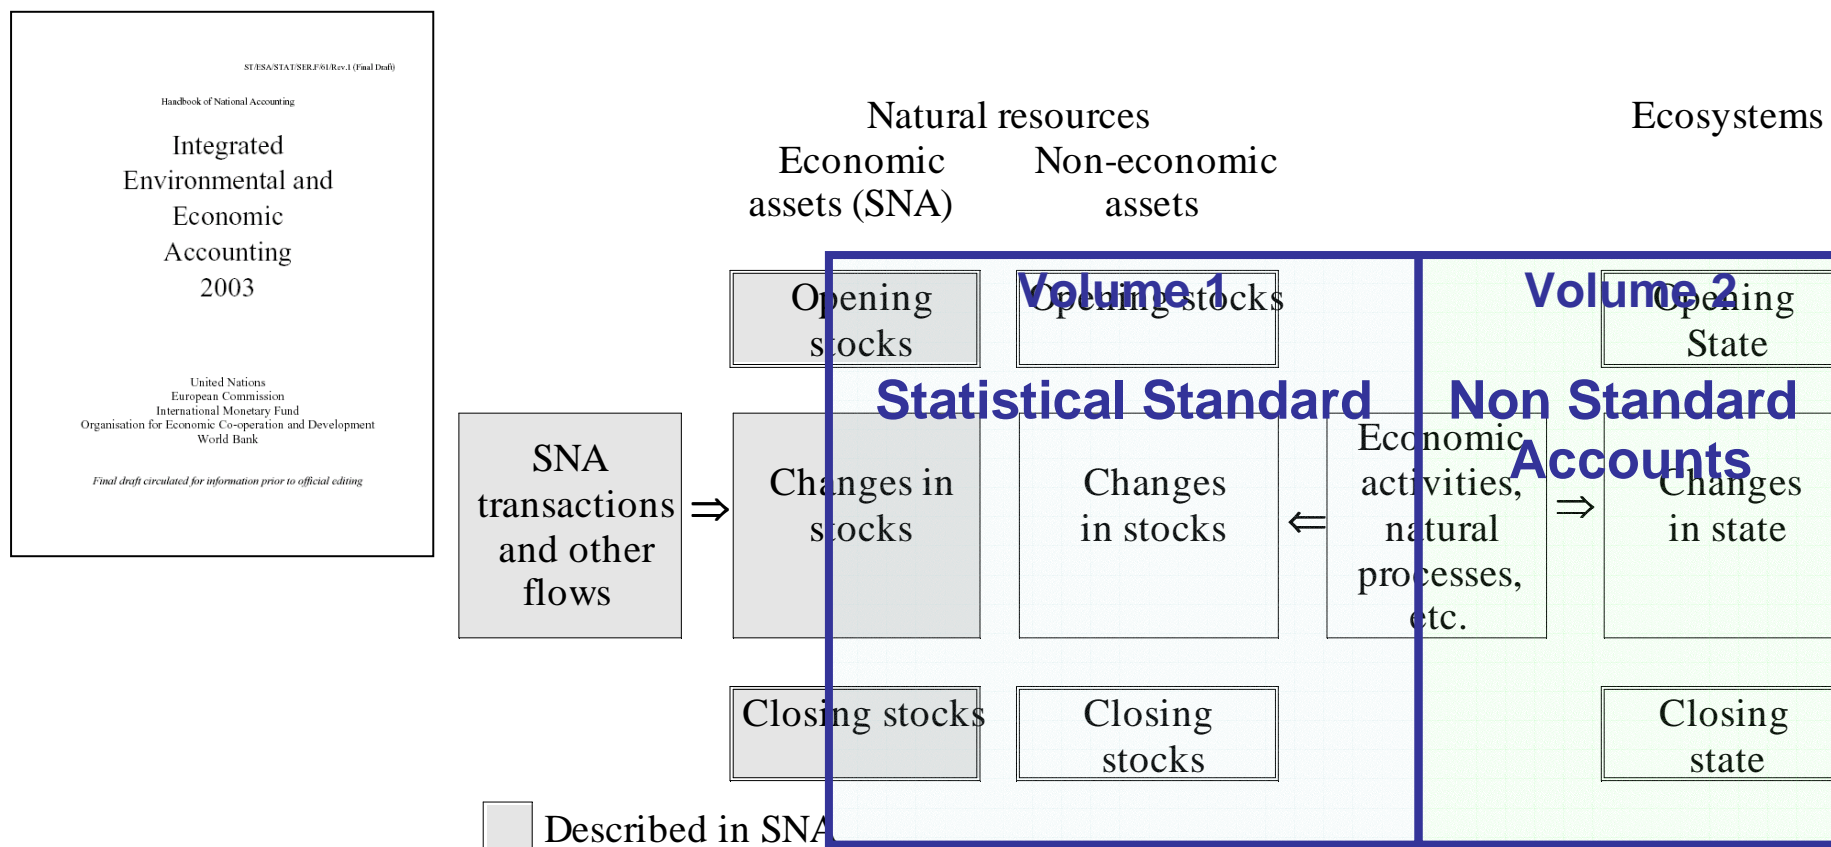 ST/ESA/STAT/SER.F/61/Rev.1 (Final Draft)
Handbook of National Accounting
Integrated
Environmental and
Economic
Accounting
2003
United Nations
European Commission
International Monetary Fund
Organisation for Economic Co-operation and Development
World Bank
Final draft circulated for information prior to official editing
Natural resources
Ecosystems
Economic
assets (SNA)
Non-economic
assets
Volume 1
Volume 2
Opening
stocks
Opening stocks
Opening
State
Statistical Standard
Non Standard
Accounts
SNA
transactions
and other
flows
⇒
Changes in
stocks
Changes
in stocks
⇐
Economic
activities,
natural
processes,
etc.
⇒
Changes
in state
Closing stocks
Closing
stocks
Closing
state
Described in SNA